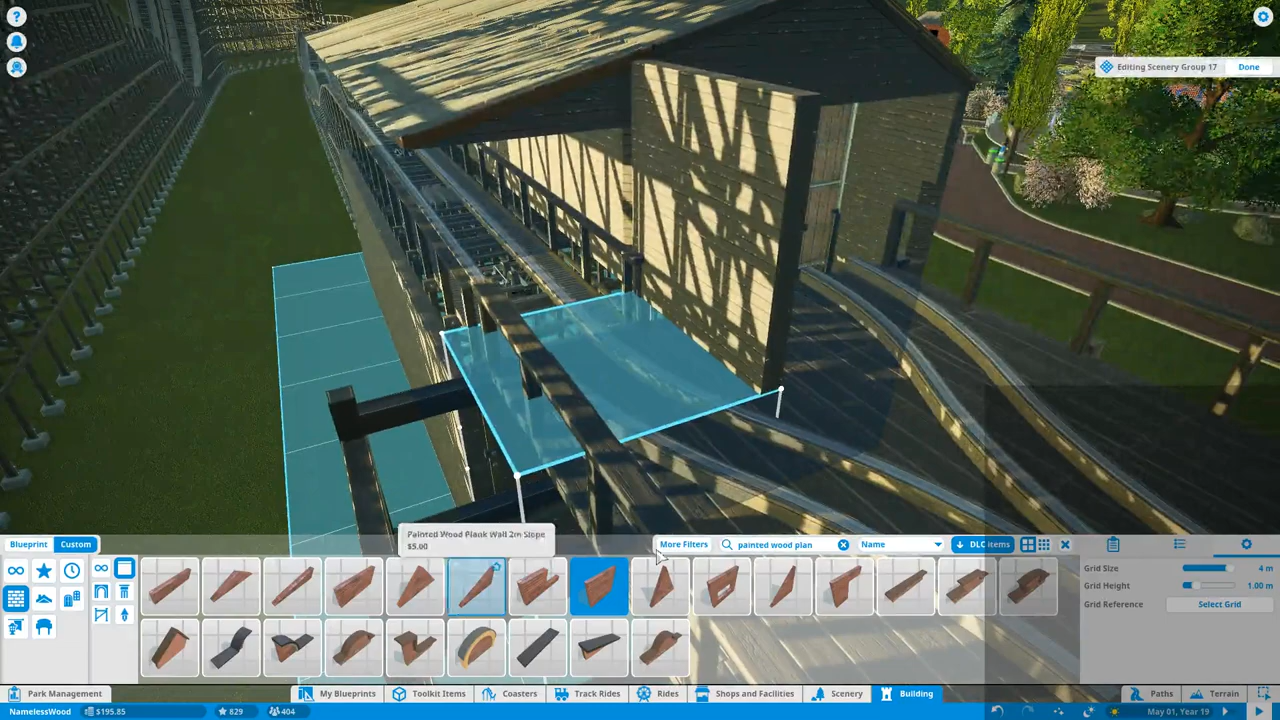 Editing Scenery Group 17 Done
Painted Wood Plank Wall 2m Slope
$5.00
Blueprint Custom More Filters painted wood plan Name DLC items
Grid Size 4 m
Grid Height 1.00 m
Grid Reference Select Grid
Park Management My Blueprints Toolkit Items Coasters Track Rides Rides Shops and Facilities Scenery Building Paths Terrain
NamelessWood $195.85 829 404 May 01, Year 19